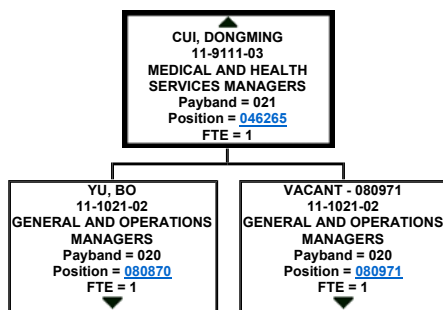 CUI, DONGMING
11-9111-03
MEDICAL AND HEALTH
SERVICES MANAGERS
Payband = 021
Position = 046265
FTE = 1
YU, BO
11-1021-02
GENERAL AND OPERATIONS
MANAGERS
Payband = 020
Position = 080870
FTE = 1
VACANT - 080971
11-1021-02
GENERAL AND OPERATIONS
MANAGERS
Payband = 020
Position = 080971
FTE = 1